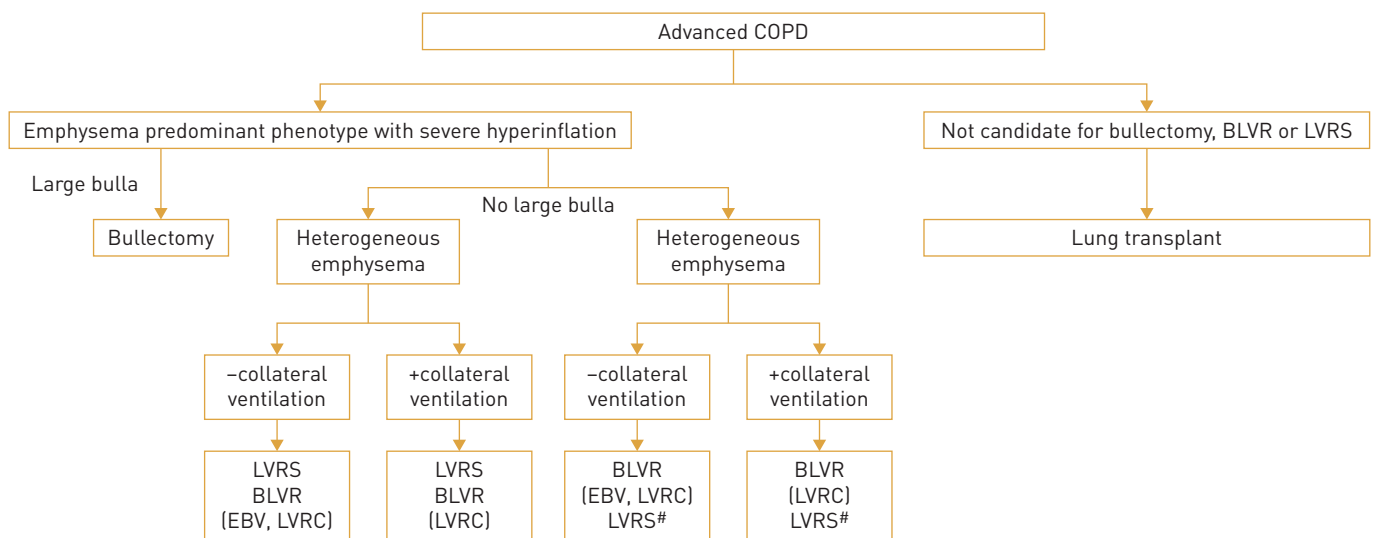 Advanced COPD
Emphysema predominant phenotype with severe hyperinflation
Not candidate for bullectomy, BLVR or LVRS
Large bulla
No large bulla
Bullectomy
Heterogeneous
emphysema
Heterogeneous
emphysema
Lung transplant
–collateral
ventilation
+collateral
ventilation
–collateral
ventilation
+collateral
ventilation
LVRS
BLVR
(EBV, LVRC)
LVRS
BLVR
(LVRC)
BLVR
(EBV, LVRC)
LVRS#
BLVR
(LVRC)
LVRS#